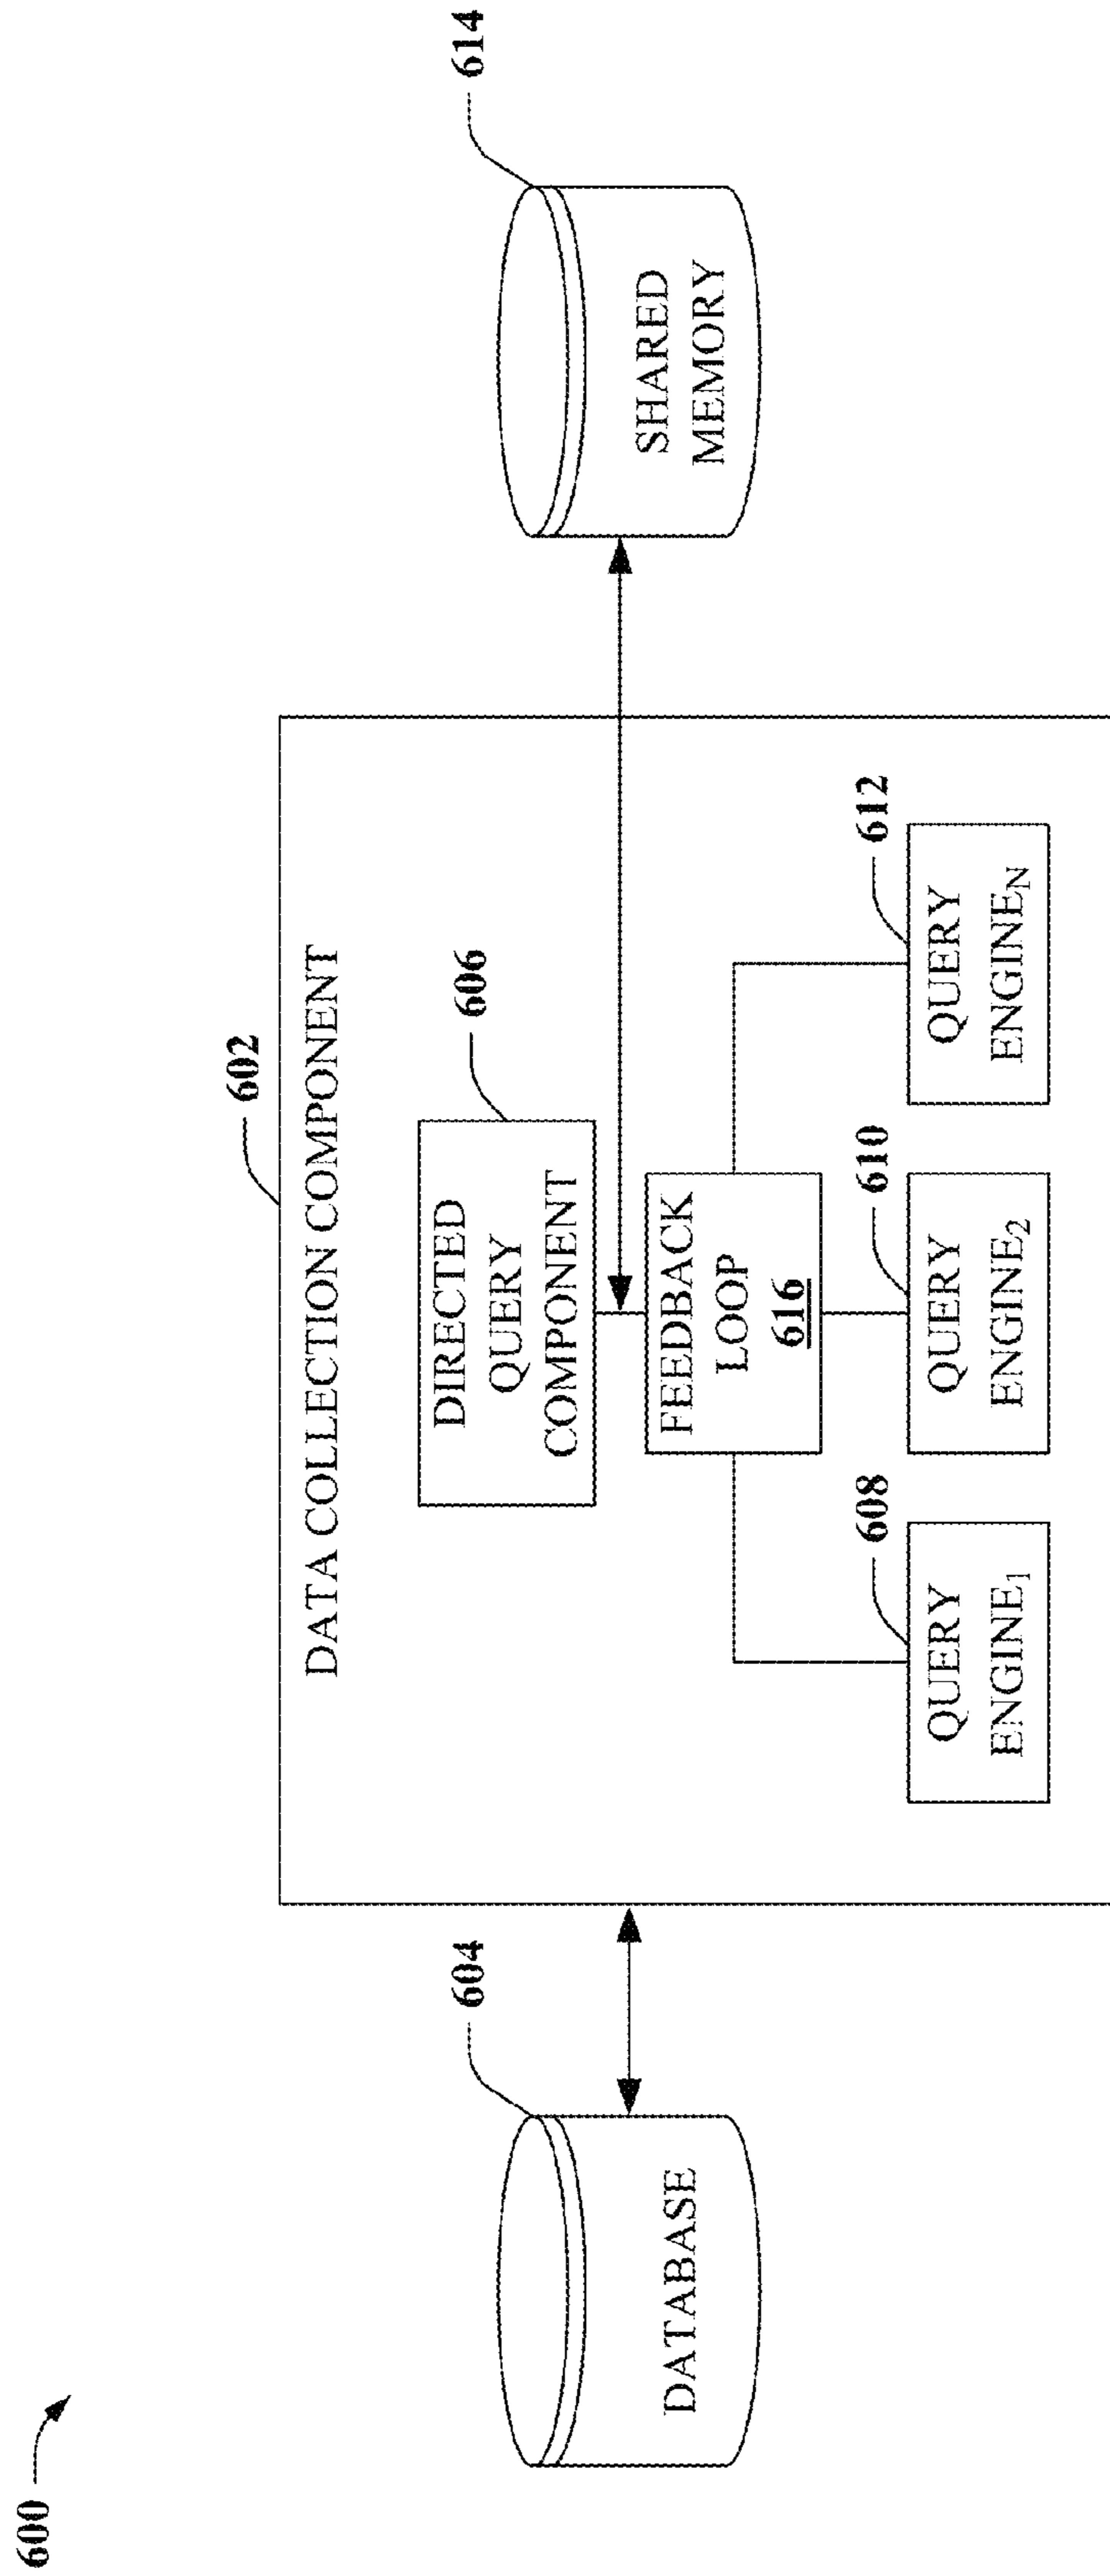 600
602
DATA COLLECTION COMPONENT
604
606
614
DIRECTED
QUERY
COMPONENT
DATABASE
SHARED
MEMORY
FEEDBACK
LOOP
616
608
610
612
QUERY
ENGINE₁
QUERY
ENGINE₂
QUERY
ENGINEN